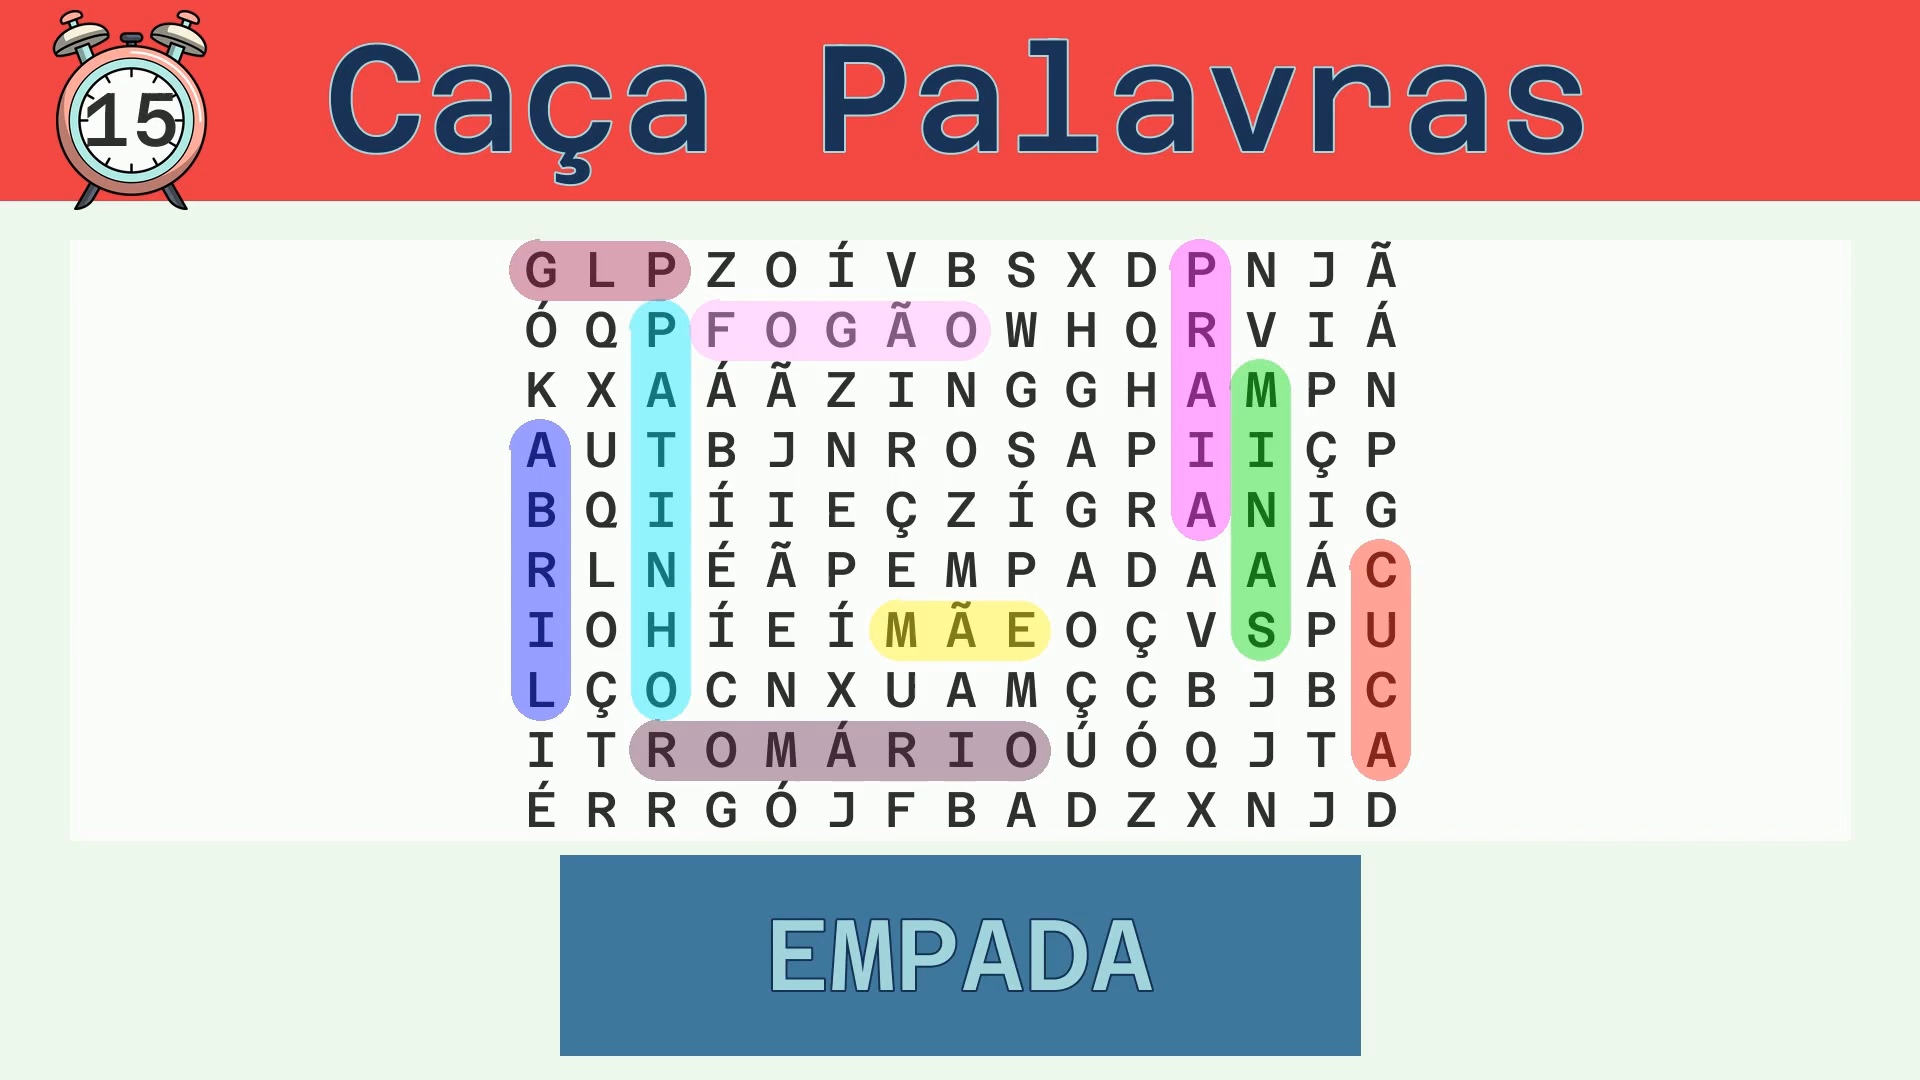 15
Caça Palavras
G L P Z O Í V B S X D P N J Ã
Ó Q P F O G Ã O W H Q R V I Á
K X A Á Ã Z I N G G H A M P N
A U T B J N R O S A P I I Ç P
B Q I Í I E Ç Z Í G R A N I G
R L N É Ã P E M P A D A A Á C
I O H Í E Í M Ã E O Ç V S P U
L Ç O C N X U A M Ç C B J B C
I T R O M Á R I O Ú Ó Q J T A
É R R G Ó J F B A D Z X N J D
EMPADA